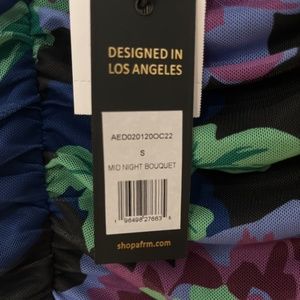 DESIGNED IN
LOS ANGELES
AED020120OC22
S
MID NIGHT BOUQUET
shopafrm.com